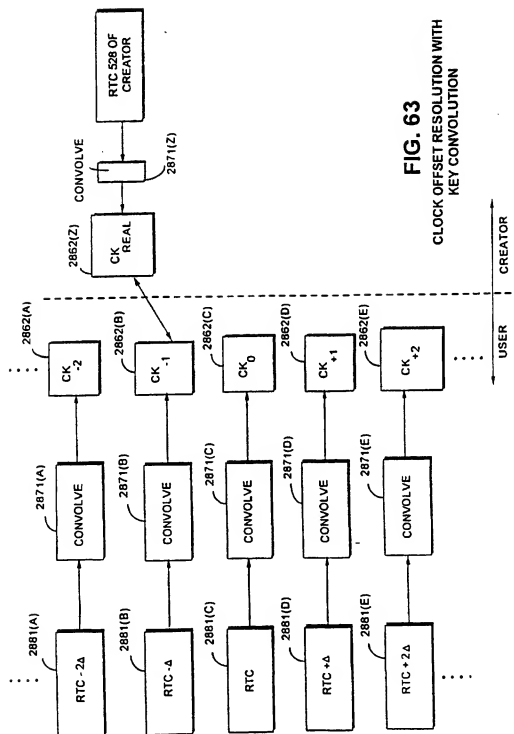 RTC 528 OF
CREATOR
CONVOLVE
2871(Z)
2862(Z)
CK
REAL
FIG. 63
CLOCK OFFSET RESOLUTION WITH
KEY CONVOLUTION
CREATOR
USER
2881(A)
RTC - 2Δ
2871(A)
CONVOLVE
2862(A)
CK -2
2881(B)
RTC -Δ
2871(B)
CONVOLVE
2862(B)
CK -1
2881(C)
RTC
2871(C)
CONVOLVE
2862(C)
CK 0
2881(D)
RTC +Δ
2871(D)
CONVOLVE
2862(D)
CK +1
2881(E)
RTC + 2Δ
2871(E)
CONVOLVE
2862(E)
CK +2